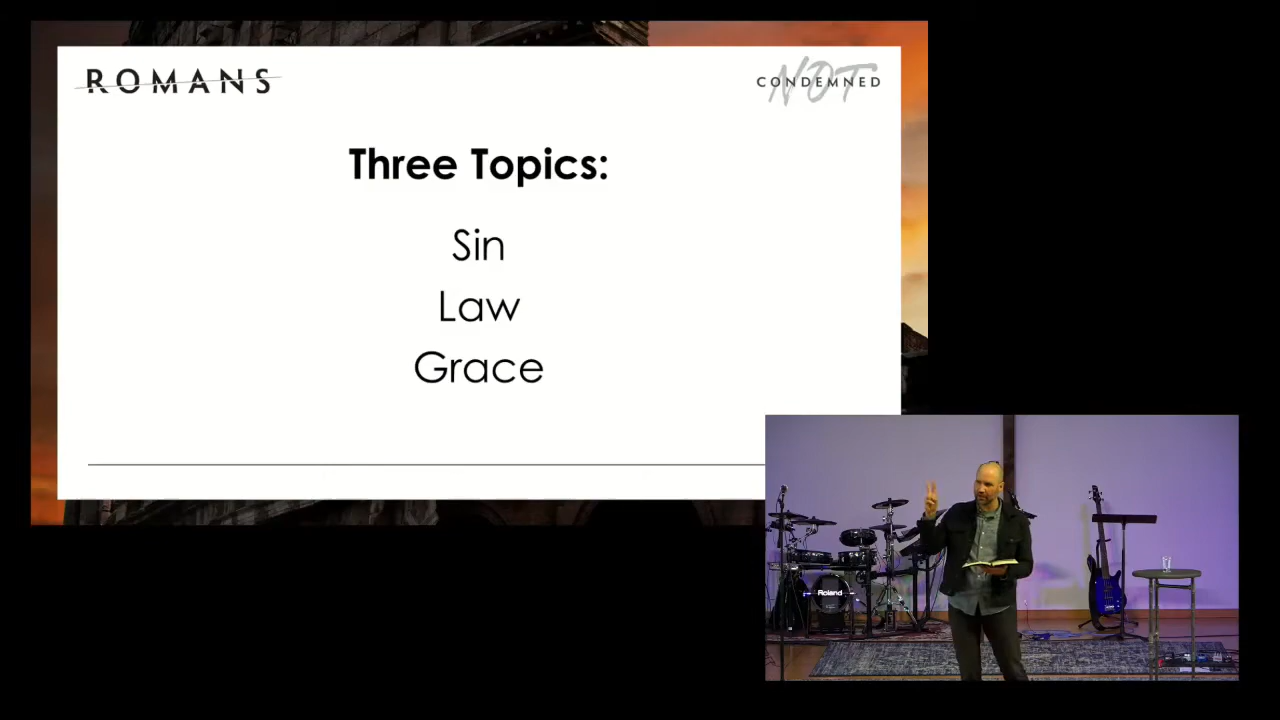 ROMANS
NOT
CONDEMNED
Three Topics:
Sin
Law
Grace
Roland